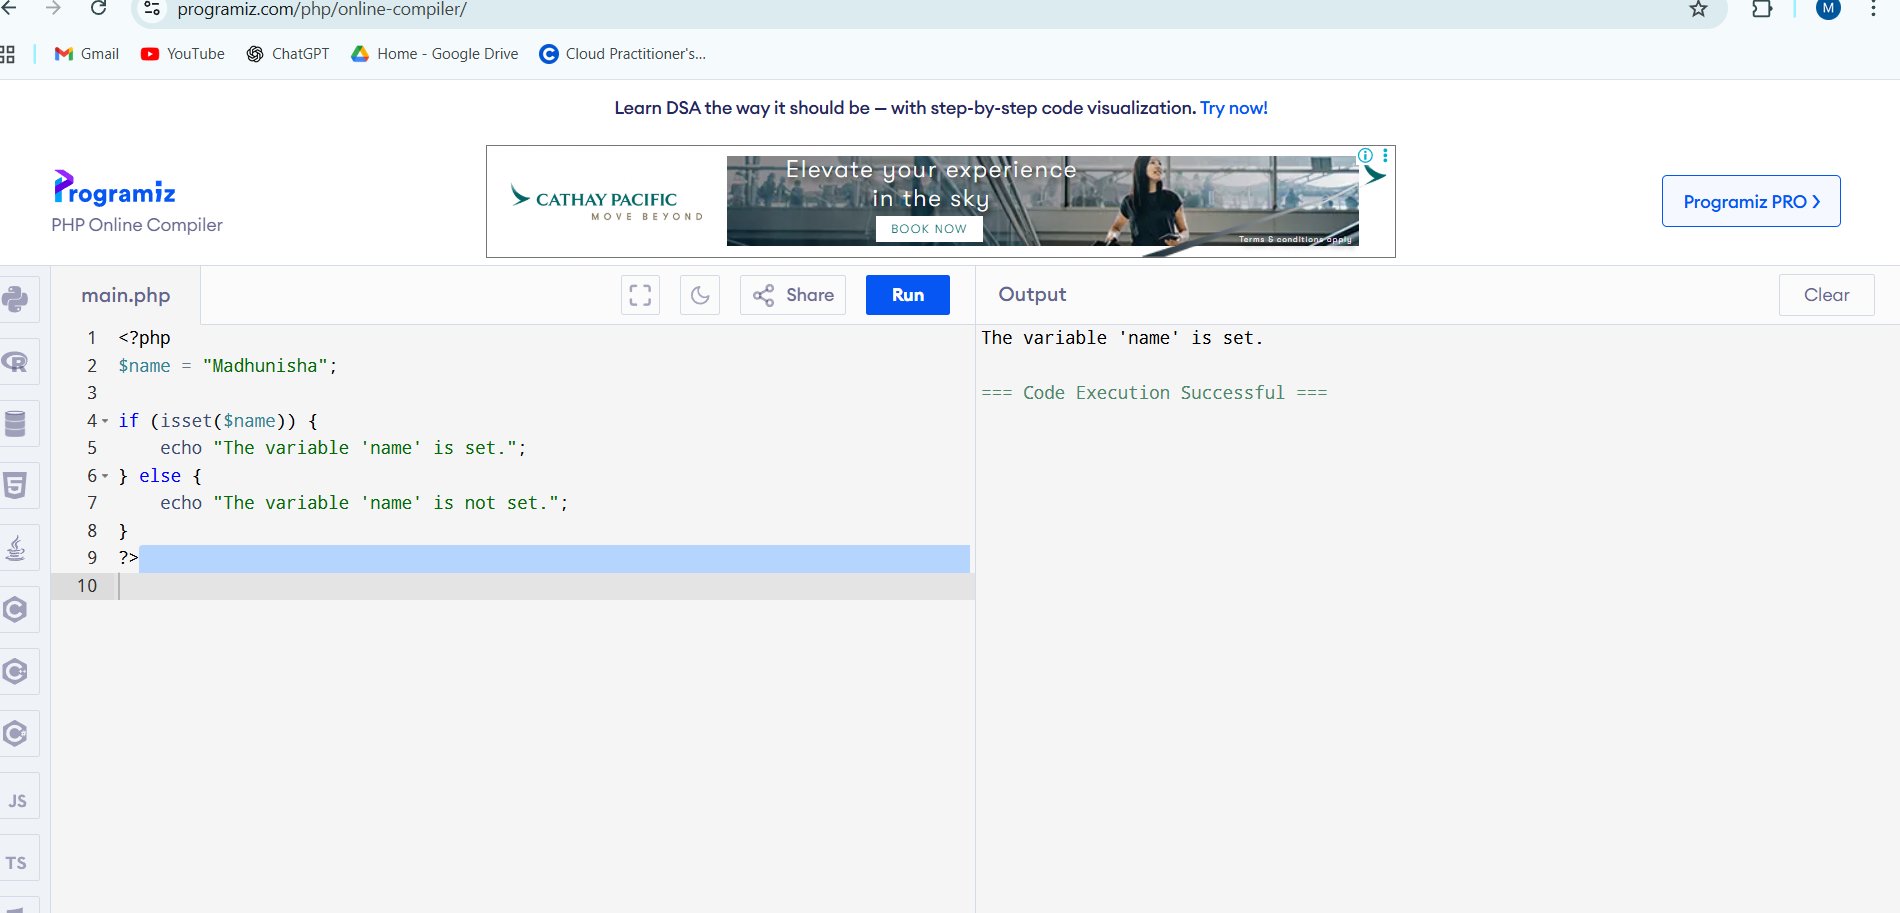 programiz.com/php/online-compiler/
M
Gmail YouTube ChatGPT Home - Google Drive Cloud Practitioner's...
Learn DSA the way it should be — with step-by-step code visualization. Try now!
Programiz
PHP Online Compiler
CATHAY PACIFIC
MOVE BEYOND
Elevate your experience
in the sky
BOOK NOW
Terms & conditions apply
Programiz PRO
main.php
Share
Run
Output
Clear
1 <?php
2 $name = "Madhunisha";
3
4 if (isset($name)) {
5     echo "The variable 'name' is set.";
6 } else {
7     echo "The variable 'name' is not set.";
8 }
9 ?>
10
The variable 'name' is set.
=== Code Execution Successful ===
R
5
C
C
C
JS
TS